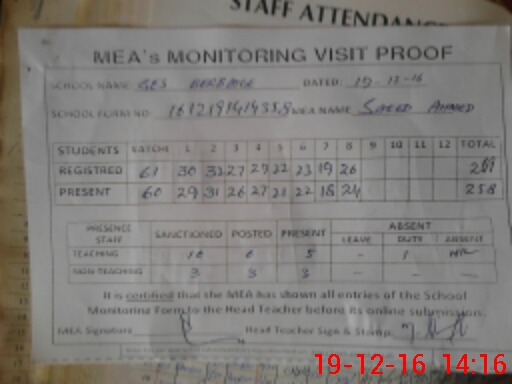 STAFF ATTENDANC
MEA's MONITORING VISIT PROOF
SCHOOL NAME: GES DATED: 19-12-16
SCHOOL FORM NO: MEA NAME Saeed Ahmed
STUDENTS KATCHI 1 2 3 4 5 6 7 8 9 10 11 12 TOTAL
REGISTRED 61 30 32 27 29 22 23 19 26 269
PRESENT 60 29 31 26 27 21 22 18 24 258
PRESENCE STAFF SANCTIONED POSTED PRESENT ABSENT
LEAVE DUTY ABSENT
TEACHING 6 5 - 1
NON TEACHING 3 3 3 - - -
It is certified that the MEA has shown all entries of the School
Monitoring Form to the Head Teacher before its online submission.
MEA Signature Head Teacher Sign & Stamp
19-12-16 14:16